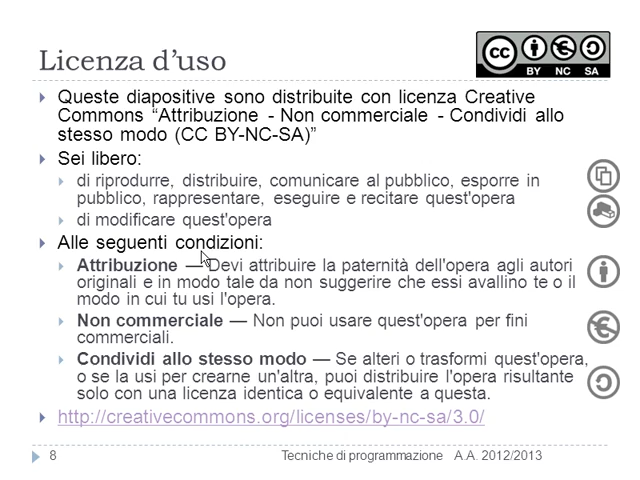 Licenza d'uso
cc
BY NC SA
Queste diapositive sono distribuite con licenza Creative
Commons “Attribuzione - Non commerciale - Condividi allo
stesso modo (CC BY-NC-SA)”
Sei libero:
di riprodurre, distribuire, comunicare al pubblico, esporre in
pubblico, rappresentare, eseguire e recitare quest'opera
di modificare quest'opera
Alle seguenti condizioni:
Attribuzione — Devi attribuire la paternità dell'opera agli autori
originali e in modo tale da non suggerire che essi avallino te o il
modo in cui tu usi l'opera.
Non commerciale — Non puoi usare quest'opera per fini
commerciali.
Condividi allo stesso modo — Se alteri o trasformi quest'opera,
o se la usi per crearne un'altra, puoi distribuire l'opera risultante
solo con una licenza identica o equivalente a questa.
http://creativecommons.org/licenses/by-nc-sa/3.0/
8 Tecniche di programmazione A.A. 2012/2013